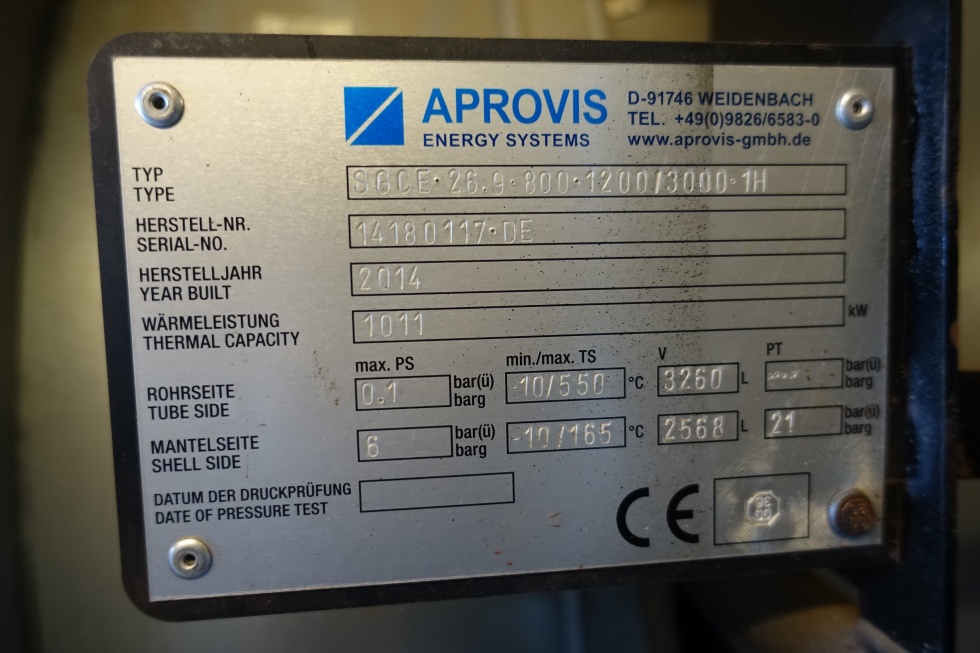 APROVIS
ENERGY SYSTEMS
D-91746 WEIDENBACH
TEL. +49(0)9826/6583-0
www.aprovis-gmbh.de
TYP
TYPE
SGCE·26.9·800·1200/3000·1H
HERSTELL-NR.
SERIAL-NO.
14180117·DE
HERSTELLJAHR
YEAR BUILT
2014
WÄRMELEISTUNG
THERMAL CAPACITY
1011 kW
max. PS min./max. TS V PT
ROHRSEITE
TUBE SIDE
0.1 bar(ü) barg -10/550 °C 3260 L --- bar(ü) barg
MANTELSEITE
SHELL SIDE
6 bar(ü) barg -10/165 °C 2568 L 21 bar(ü) barg
DATUM DER DRUCKPRÜFUNG
DATE OF PRESSURE TEST
CE